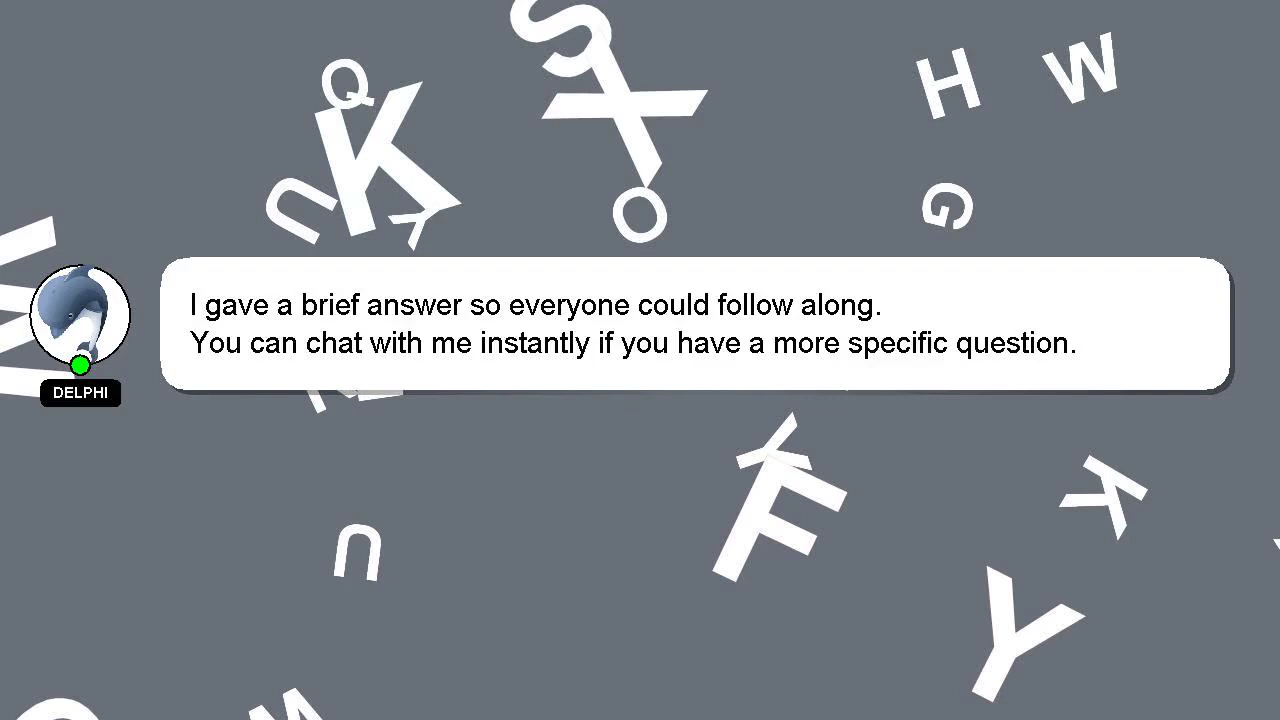 S
Q
K
X
H
W
U
Y
O
G
W
I gave a brief answer so everyone could follow along.
You can chat with me instantly if you have a more specific question.
DELPHI
K
F
K
U
Y
M